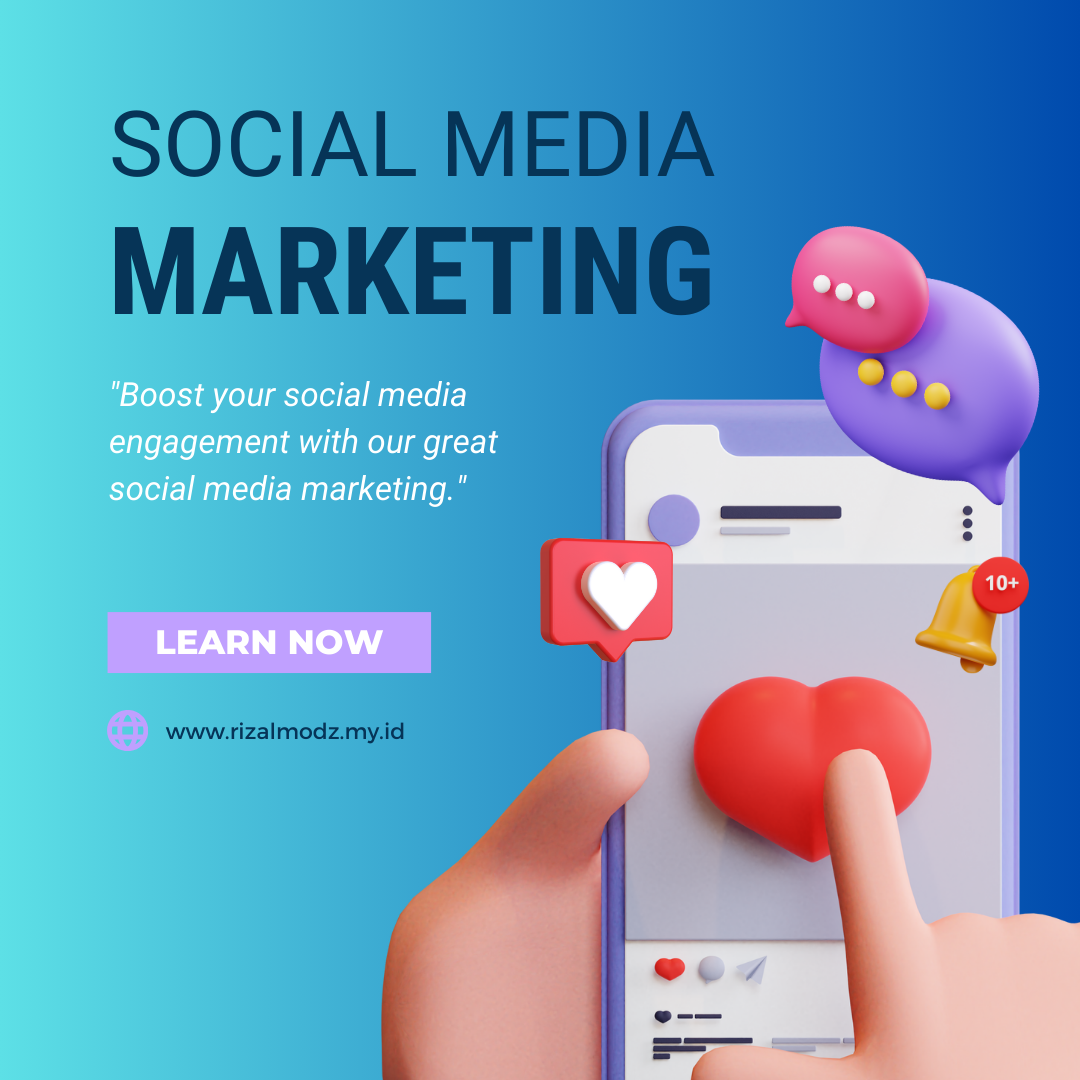 SOCIAL MEDIA
MARKETING
"Boost your social media
engagement with our great
social media marketing."
10+
LEARN NOW
www.rizalmodz.my.id